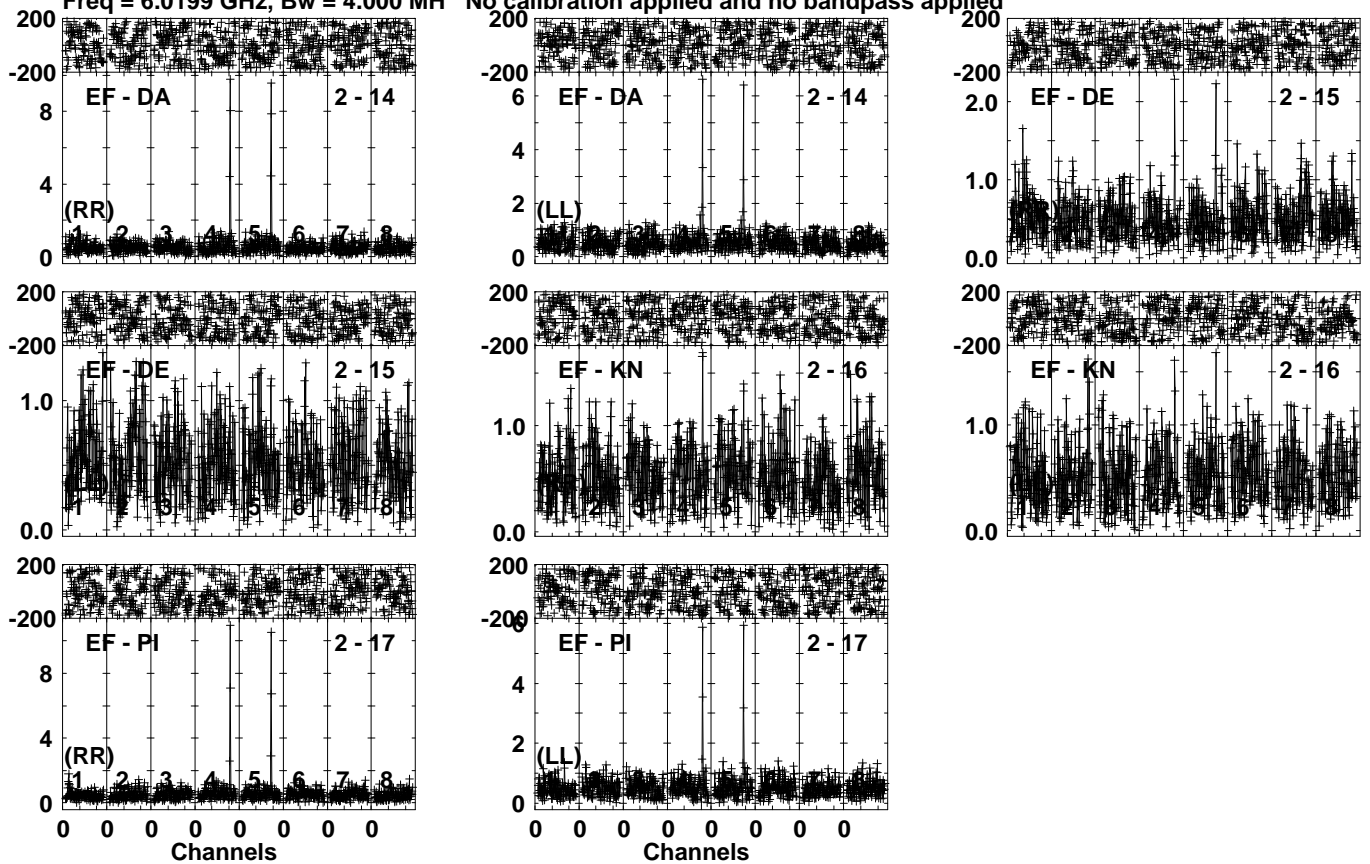 Freq = 6.0199 GHz, Bw = 4.000 MH No calibration applied and no bandpass applied
200 200 200
-200 -200 -200
EF - DA 2 - 14 EF - DA 2 - 14 EF - DE 2 - 15
8 6 2.0
4 4 1.0
(RR) 2 (LL)
1 2 3 4 5 6 7 8
0 0 0.0
200 200 200
-200 -200 -200
EF - DE 2 - 15 EF - KN 2 - 16 EF - KN 2 - 16
1.0 1.0 1.0
1 2 3 4 5 6 7 8
0.0 0.0 0.0
200 200
-200 -200
6
EF - PI 2 - 17 EF - PI 2 - 17
8 4
4 2
(RR) (LL)
1 2 3 4 5 6 7 8
0 0
0 0 0 0 0 0 0 0 0 0 0 0 0 0 0 0
Channels Channels